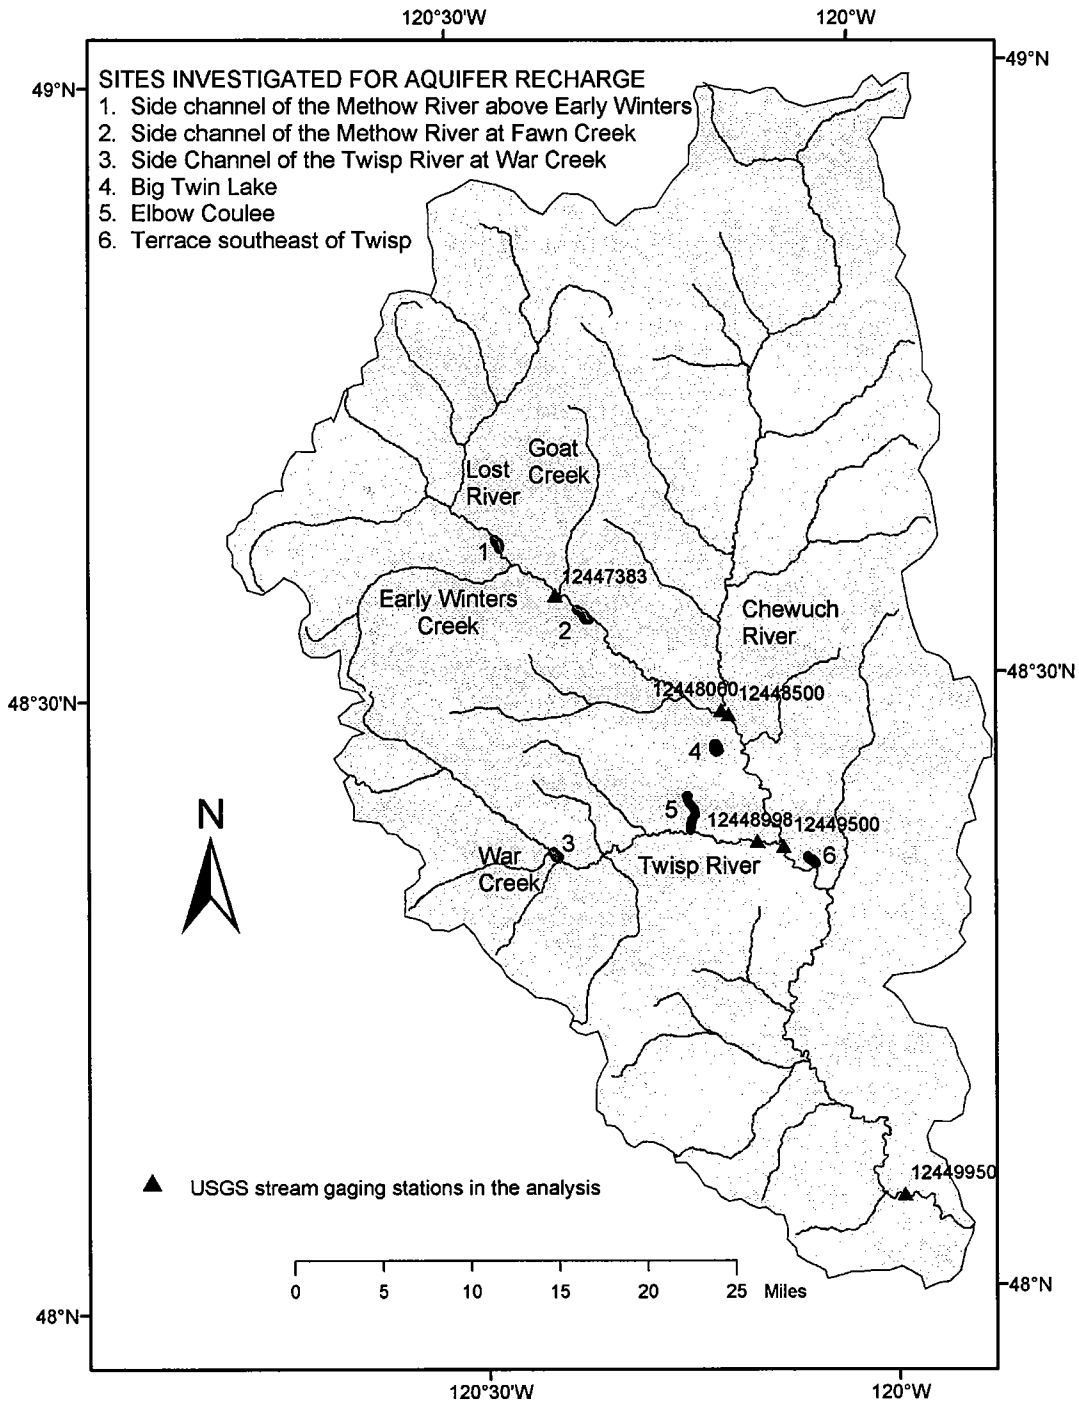 120°30'W
120°W
49°N
49°N
SITES INVESTIGATED FOR AQUIFER RECHARGE
1. Side channel of the Methow River above Early Winters
2. Side channel of the Methow River at Fawn Creek
3. Side Channel of the Twisp River at War Creek
4. Big Twin Lake
5. Elbow Coulee
6. Terrace southeast of Twisp
Goat
Creek
Lost
River
1
12447383
Early Winters
Creek
2
Chewuch
River
48°30'N
48°30'N
12448000
12448500
4
5
12448998
12449500
N
3
War
Creek
Twisp River
6
12449950
USGS stream gaging stations in the analysis
0 5 10 15 20 25 Miles
48°N
48°N
120°30'W
120°W